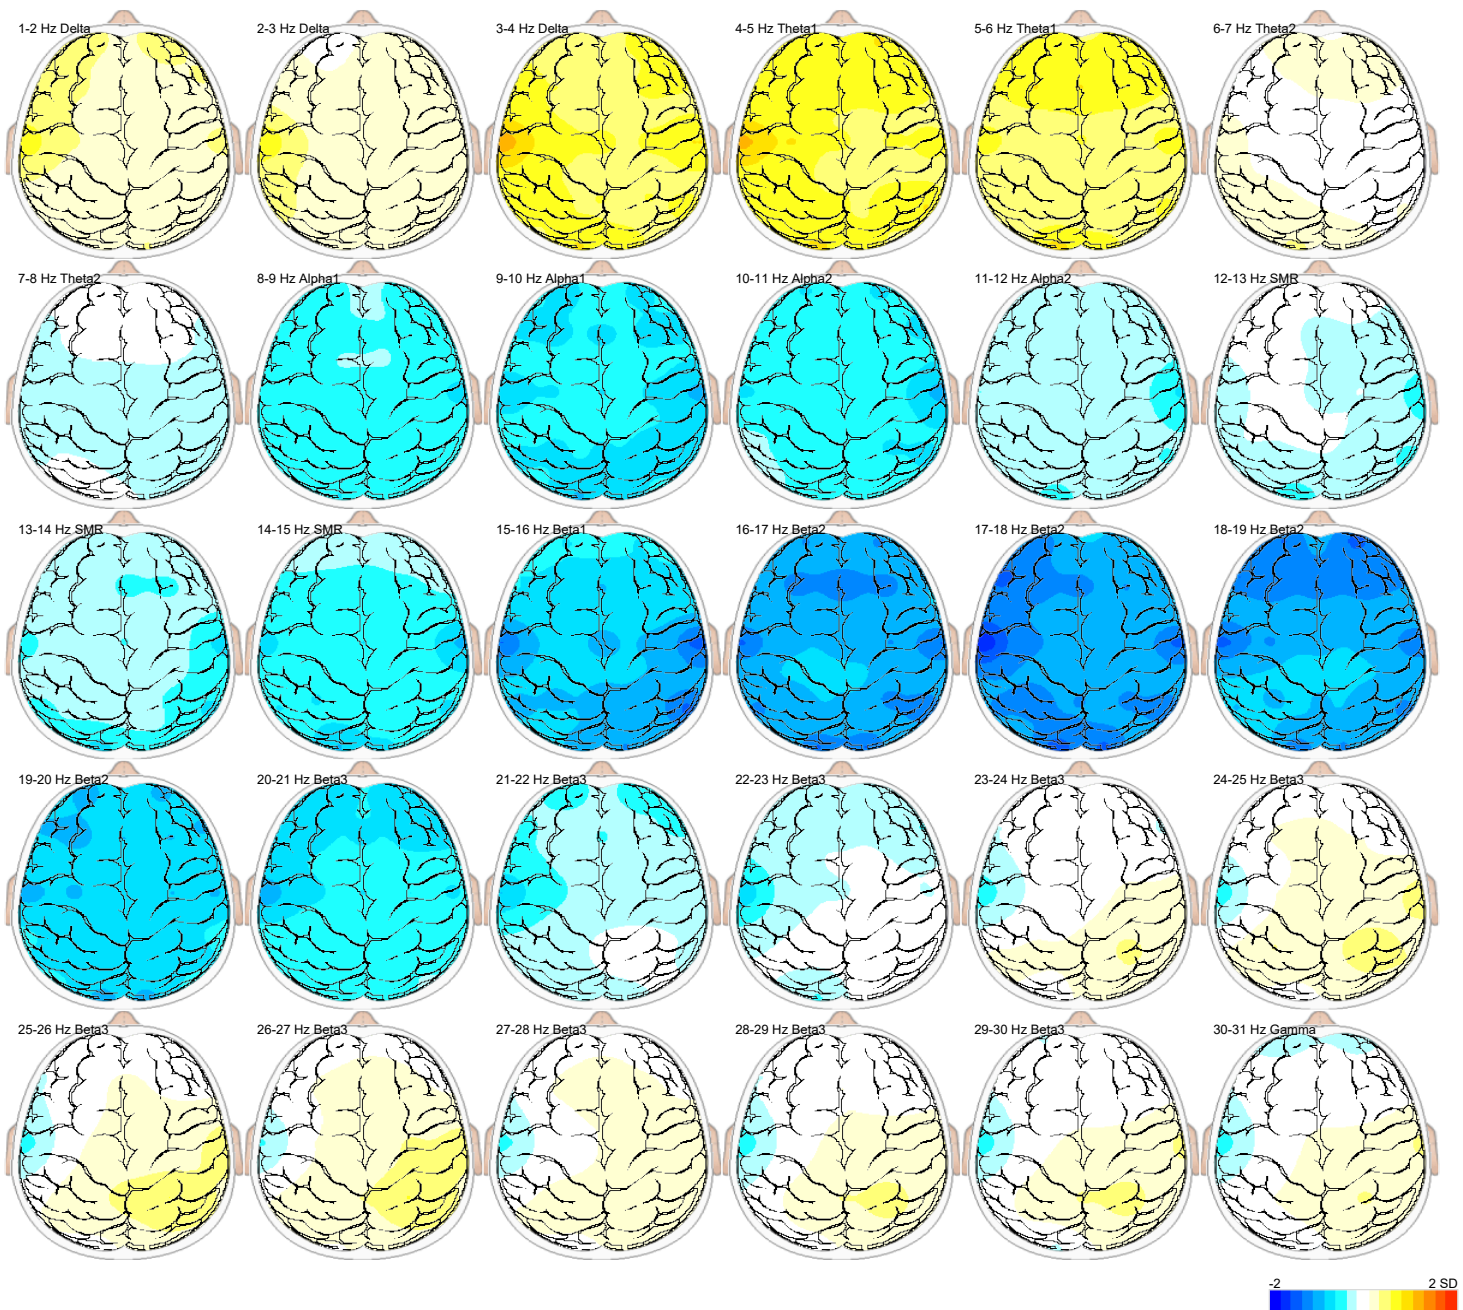 1-2 Hz Delta
2-3 Hz Delta
3-4 Hz Delta
4-5 Hz Theta1
5-6 Hz Theta1
6-7 Hz Theta2
7-8 Hz Theta2
8-9 Hz Alpha1
9-10 Hz Alpha1
10-11 Hz Alpha2
11-12 Hz Alpha2
12-13 Hz SMR
13-14 Hz SMR
14-15 Hz SMR
15-16 Hz Beta1
16-17 Hz Beta2
17-18 Hz Beta2
18-19 Hz Beta2
19-20 Hz Beta2
20-21 Hz Beta3
21-22 Hz Beta3
22-23 Hz Beta3
23-24 Hz Beta3
24-25 Hz Beta3
25-26 Hz Beta3
26-27 Hz Beta3
27-28 Hz Beta3
28-29 Hz Beta3
29-30 Hz Beta3
30-31 Hz Gamma
-2 2 SD